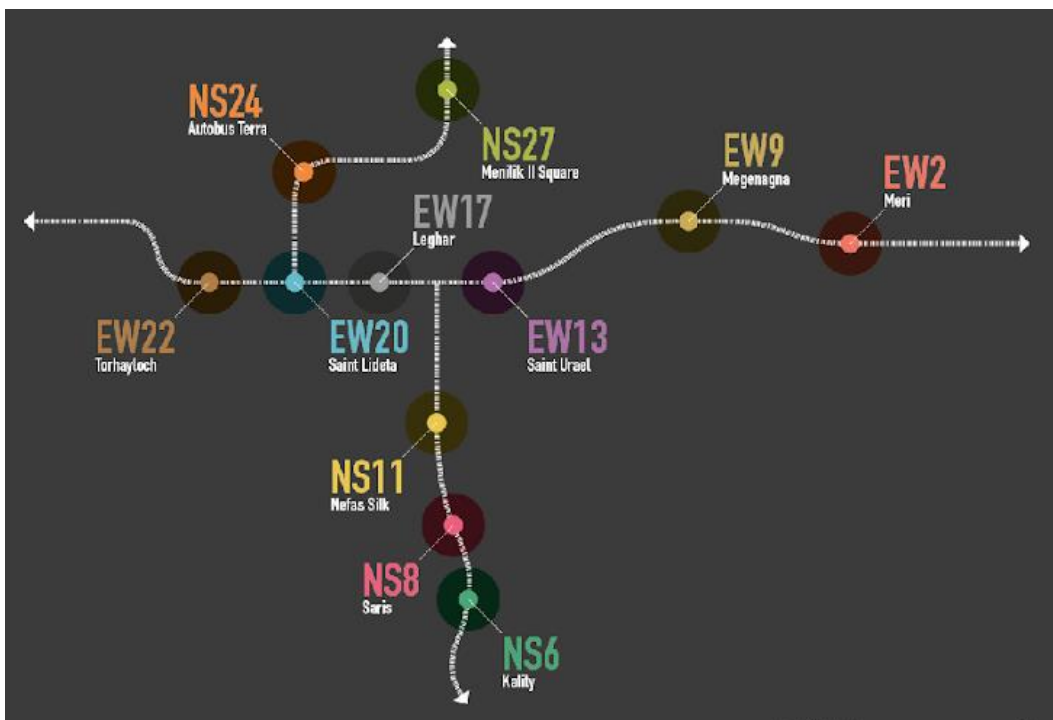 NS24
Autobus Terra
NS27
Menilik II Square
EW9
Megenagna
EW2
Meri
EW17
Leghar
EW22
Torhayloch
EW20
Saint Lideta
EW13
Saint Urael
NS11
Nefas Silk
NS8
Saris
NS6
Kality